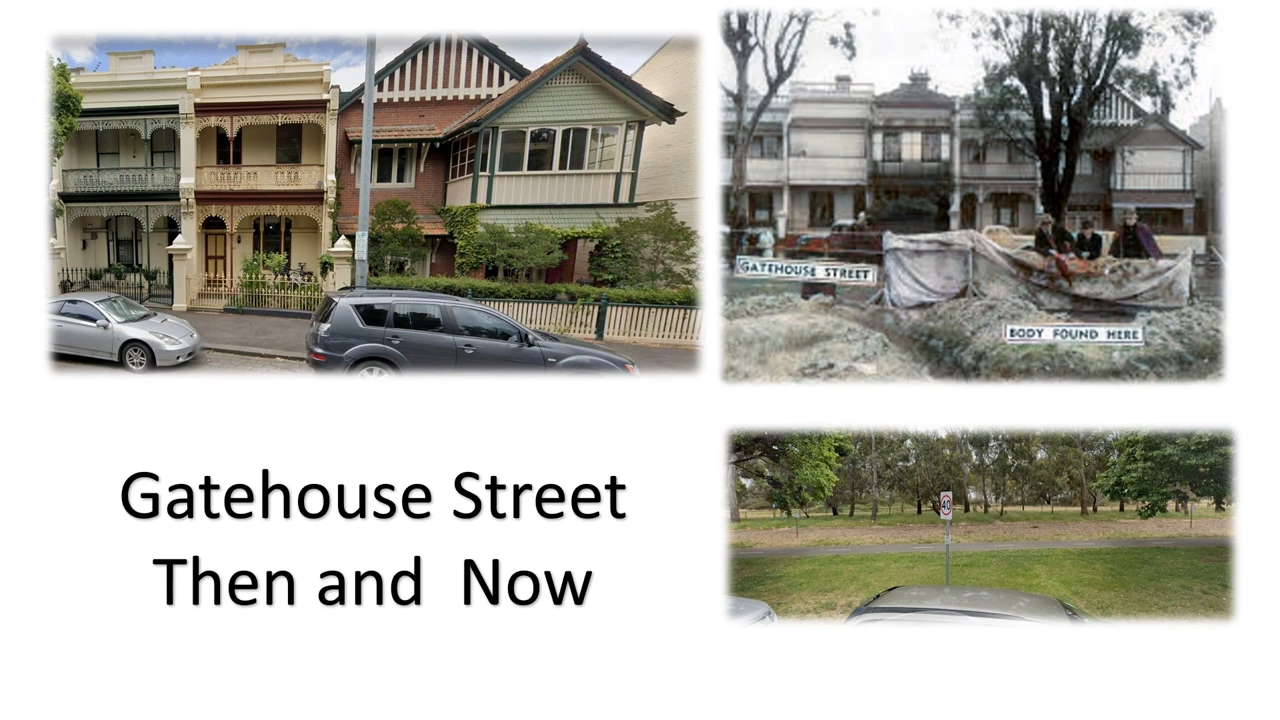 GATEHOUSE STREET
BODY FOUND HERE
40
Gatehouse Street
Then and  Now